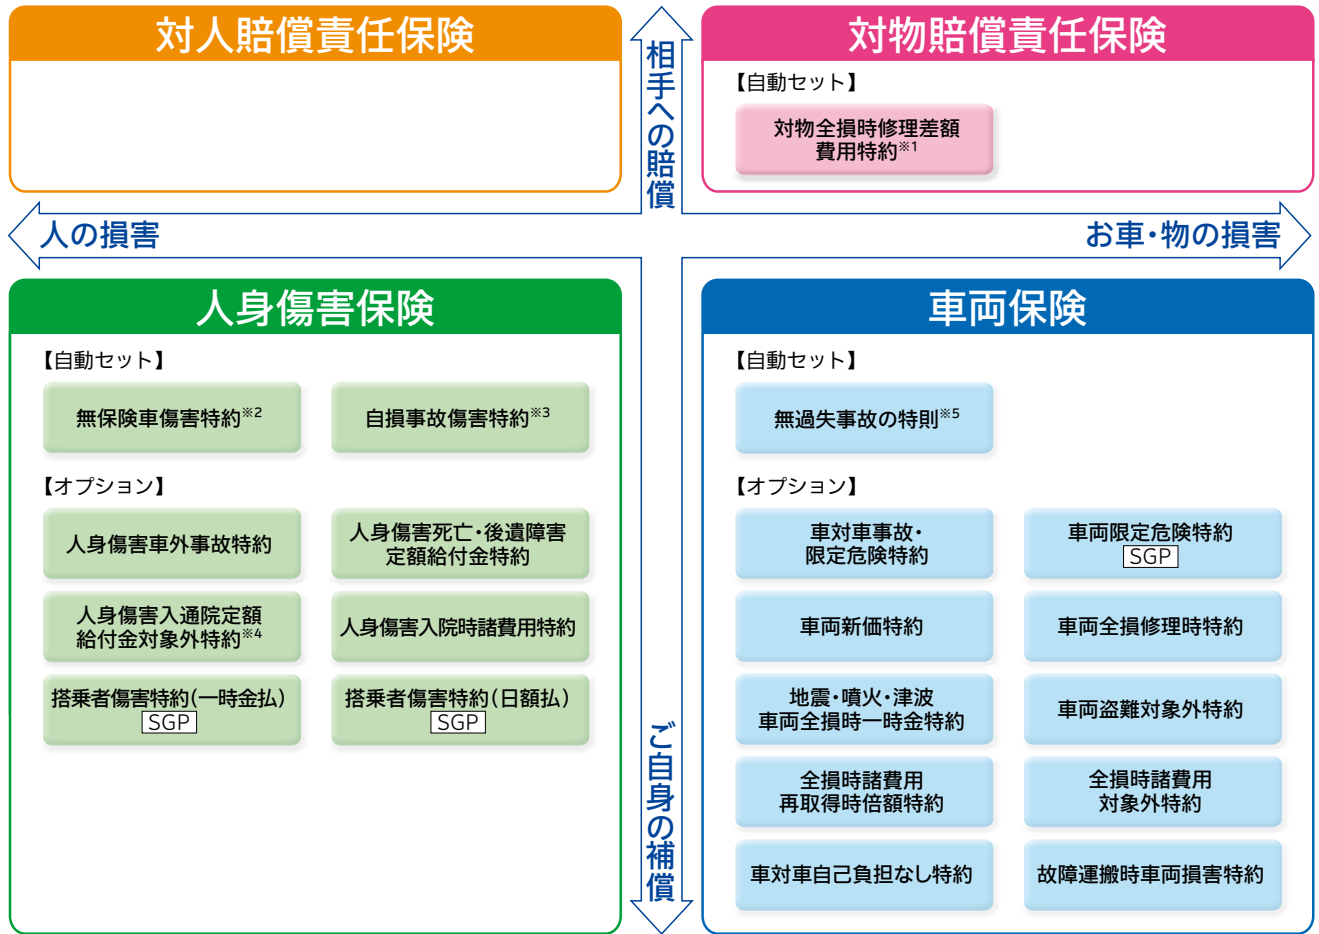 対人賠償責任保険
相手への賠償
対物賠償責任保険
【自動セット】
対物全損時修理差額
費用特約※1
人の損害
お車・物の損害
人身傷害保険
【自動セット】
無保険車傷害特約※2
自損事故傷害特約※3
【オプション】
人身傷害車外事故特約
人身傷害死亡・後遺障害
定額給付金特約
人身傷害入通院定額
給付金対象外特約※4
人身傷害入院時諸費用特約
搭乗者傷害特約(一時金払)
SGP
搭乗者傷害特約(日額払)
SGP
ご自身の補償
車両保険
【自動セット】
無過失事故の特則※5
【オプション】
車対車事故・
限定危険特約
車両限定危険特約
SGP
車両新価特約
車両全損修理時特約
地震・噴火・津波
車両全損時一時金特約
車両盗難対象外特約
全損時諸費用
再取得時倍額特約
全損時諸費用
対象外特約
車対車自己負担なし特約
故障運搬時車両損害特約